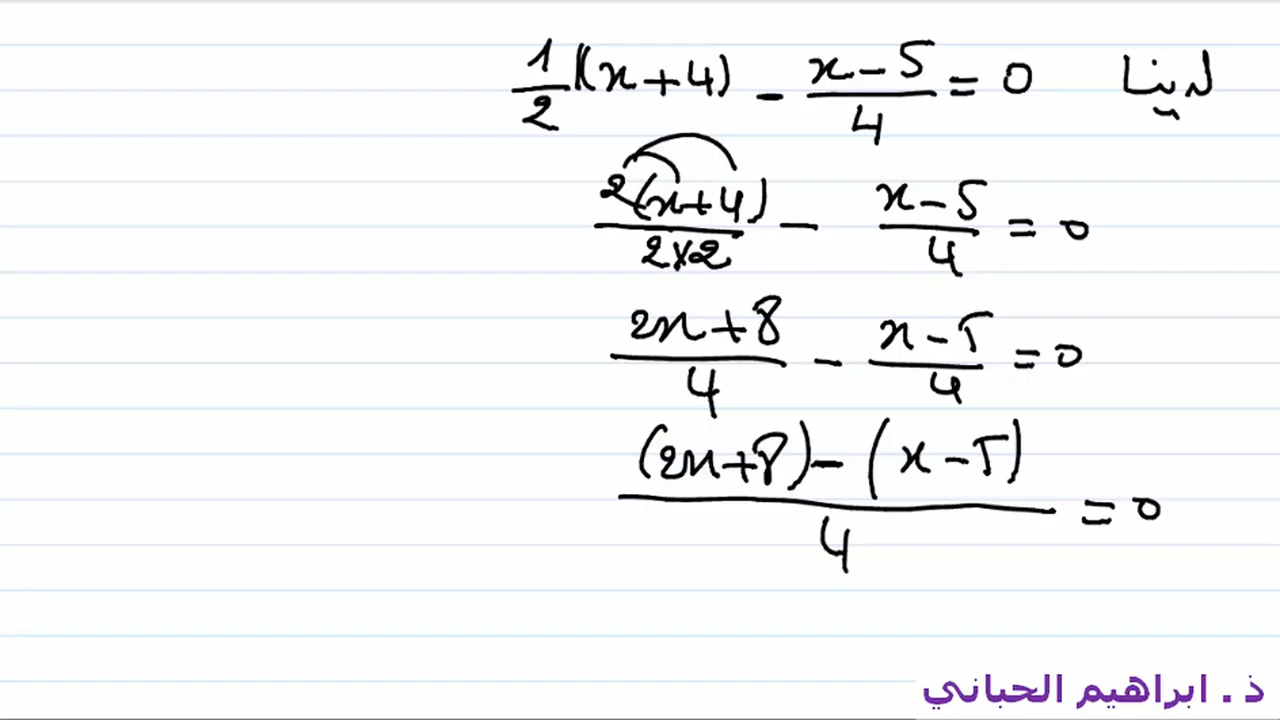 لدينا 1/2 (x+4) - (x-5)/4 = 0
2(x+4)/(2×2) - (x-5)/4 = 0
(2x+8)/4 - (x-5)/4 = 0
((2x+8) - (x-5))/4 = 0
ذ . ابراهيم الحباني